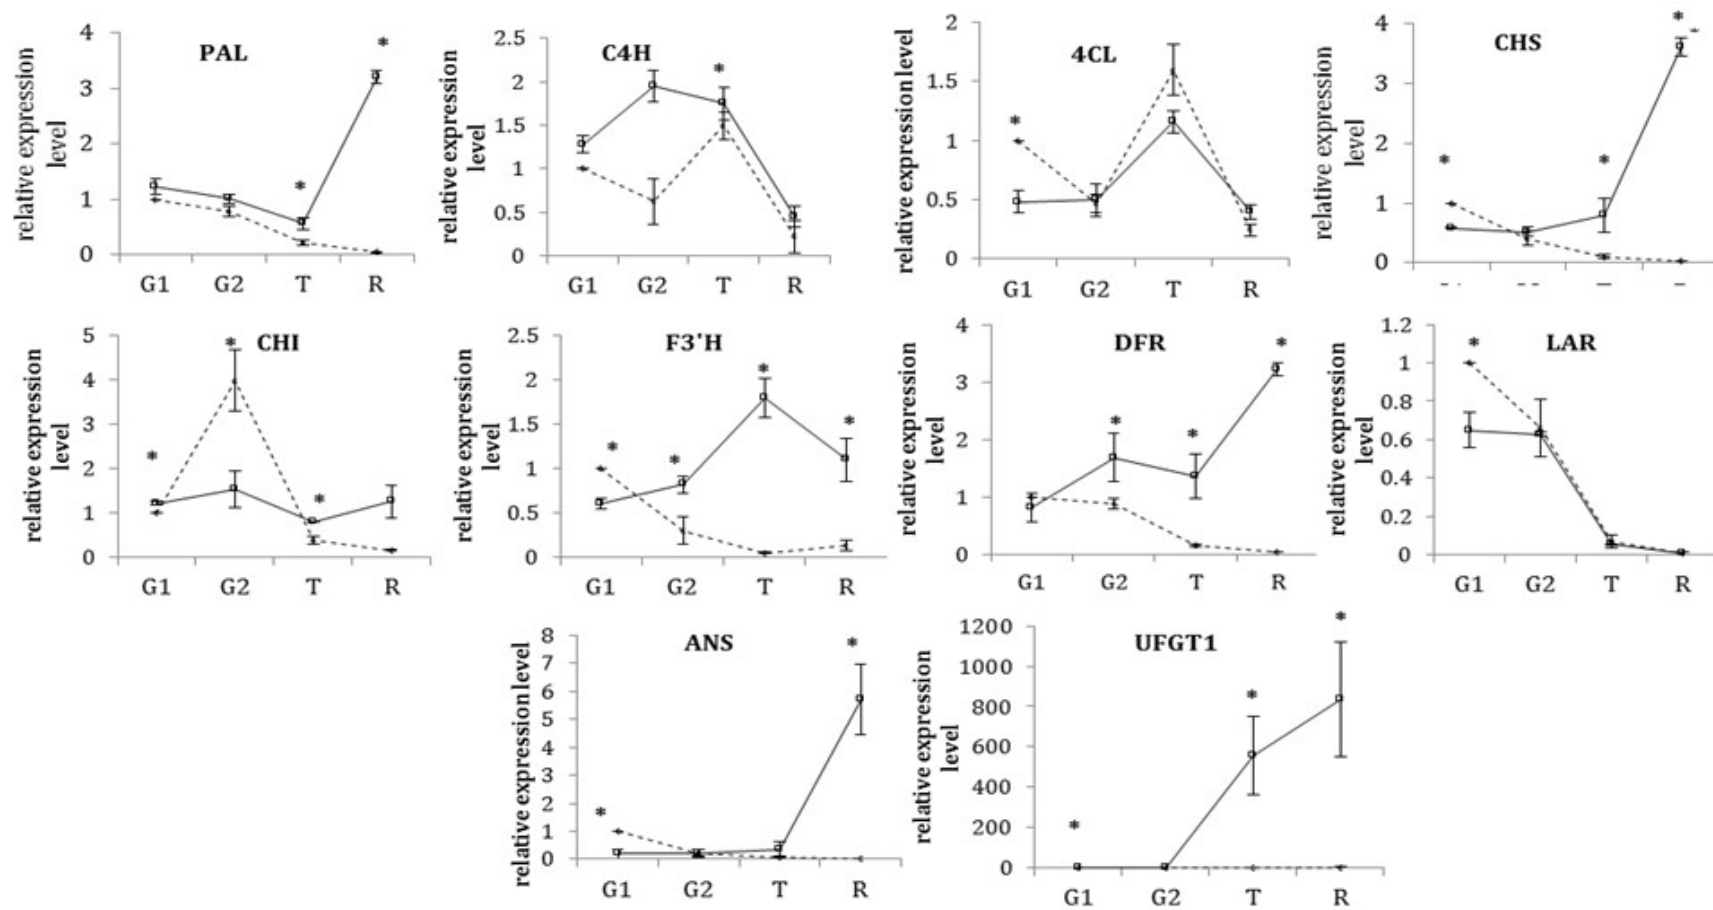 PAL
relative expression
level
4
3
2
1
0
G1 G2 T R
*
*
C4H
relative expression
level
2.5
2
1.5
1
0.5
0
G1 G2 T R
*
4CL
relative expression level
2
1.5
1
0.5
0
G1 G2 T R
*
CHS
relative expression
level
4
3
2
1
0
*
*
*
CHI
relative expression
level
5
4
3
2
1
0
G1 G2 T R
*
*
*
F3'H
relative expression
level
2.5
2
1.5
1
0.5
0
G1 G2 T R
*
*
*
*
DFR
relative expression
level
4
3
2
1
0
G1 G2 T R
*
*
*
LAR
relative expression
level
1.2
1
0.8
0.6
0.4
0.2
0
G1 G2 T R
*
ANS
relative expression level
8
7
6
5
4
3
2
1
0
G1 G2 T R
*
*
UFGT1
relative expression
level
1200
1000
800
600
400
200
0
G1 G2 T R
*
*
*